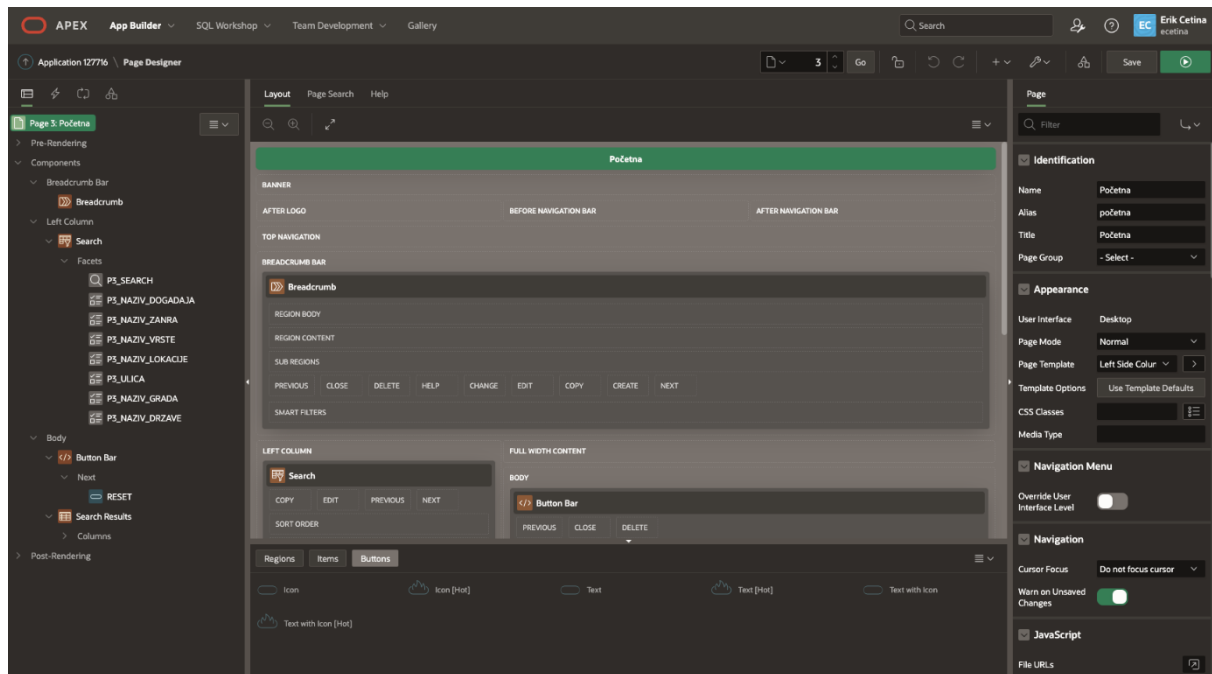 APEX App Builder SQL Workshop Team Development Gallery Search EC Erik Cetina
ecetina
Application 127716 \ Page Designer 3 Go Save
Layout Page Search Help
Page
Page 3: Početna
Pre-Rendering
Components
Breadcrumb Bar
Breadcrumb
Left Column
Search
Facets
P3_SEARCH
P3_NAZIV_DOGADAJA
P3_NAZIV_ZANRA
P3_NAZIV_VRSTE
P3_NAZIV_LOKACIJE
P3_ULICA
P3_NAZIV_GRADA
P3_NAZIV_DRZAVE
Body
Button Bar
Next
RESET
Search Results
Columns
Post-Rendering
Početna
BANNER
AFTER LOGO BEFORE NAVIGATION BAR AFTER NAVIGATION BAR
TOP NAVIGATION
BREADCRUMB BAR
Breadcrumb
REGION BODY
REGION CONTENT
SUB REGIONS
PREVIOUS CLOSE DELETE HELP CHANGE EDIT COPY CREATE NEXT
SMART FILTERS
LEFT COLUMN FULL WIDTH CONTENT
Search BODY
COPY EDIT PREVIOUS NEXT Button Bar
SORT ORDER PREVIOUS CLOSE DELETE
Regions Items Buttons
Icon Icon [Hot] Text Text [Hot] Text with Icon
Text with Icon [Hot]
Filter
Identification
Name Početna
Alias početna
Title Početna
Page Group - Select -
Appearance
User Interface Desktop
Page Mode Normal
Page Template Left Side Colur
Template Options Use Template Defaults
CSS Classes
Media Type
Navigation Menu
Override User
Interface Level
Navigation
Cursor Focus Do not focus cursor
Warn on Unsaved
Changes
JavaScript
File URLs